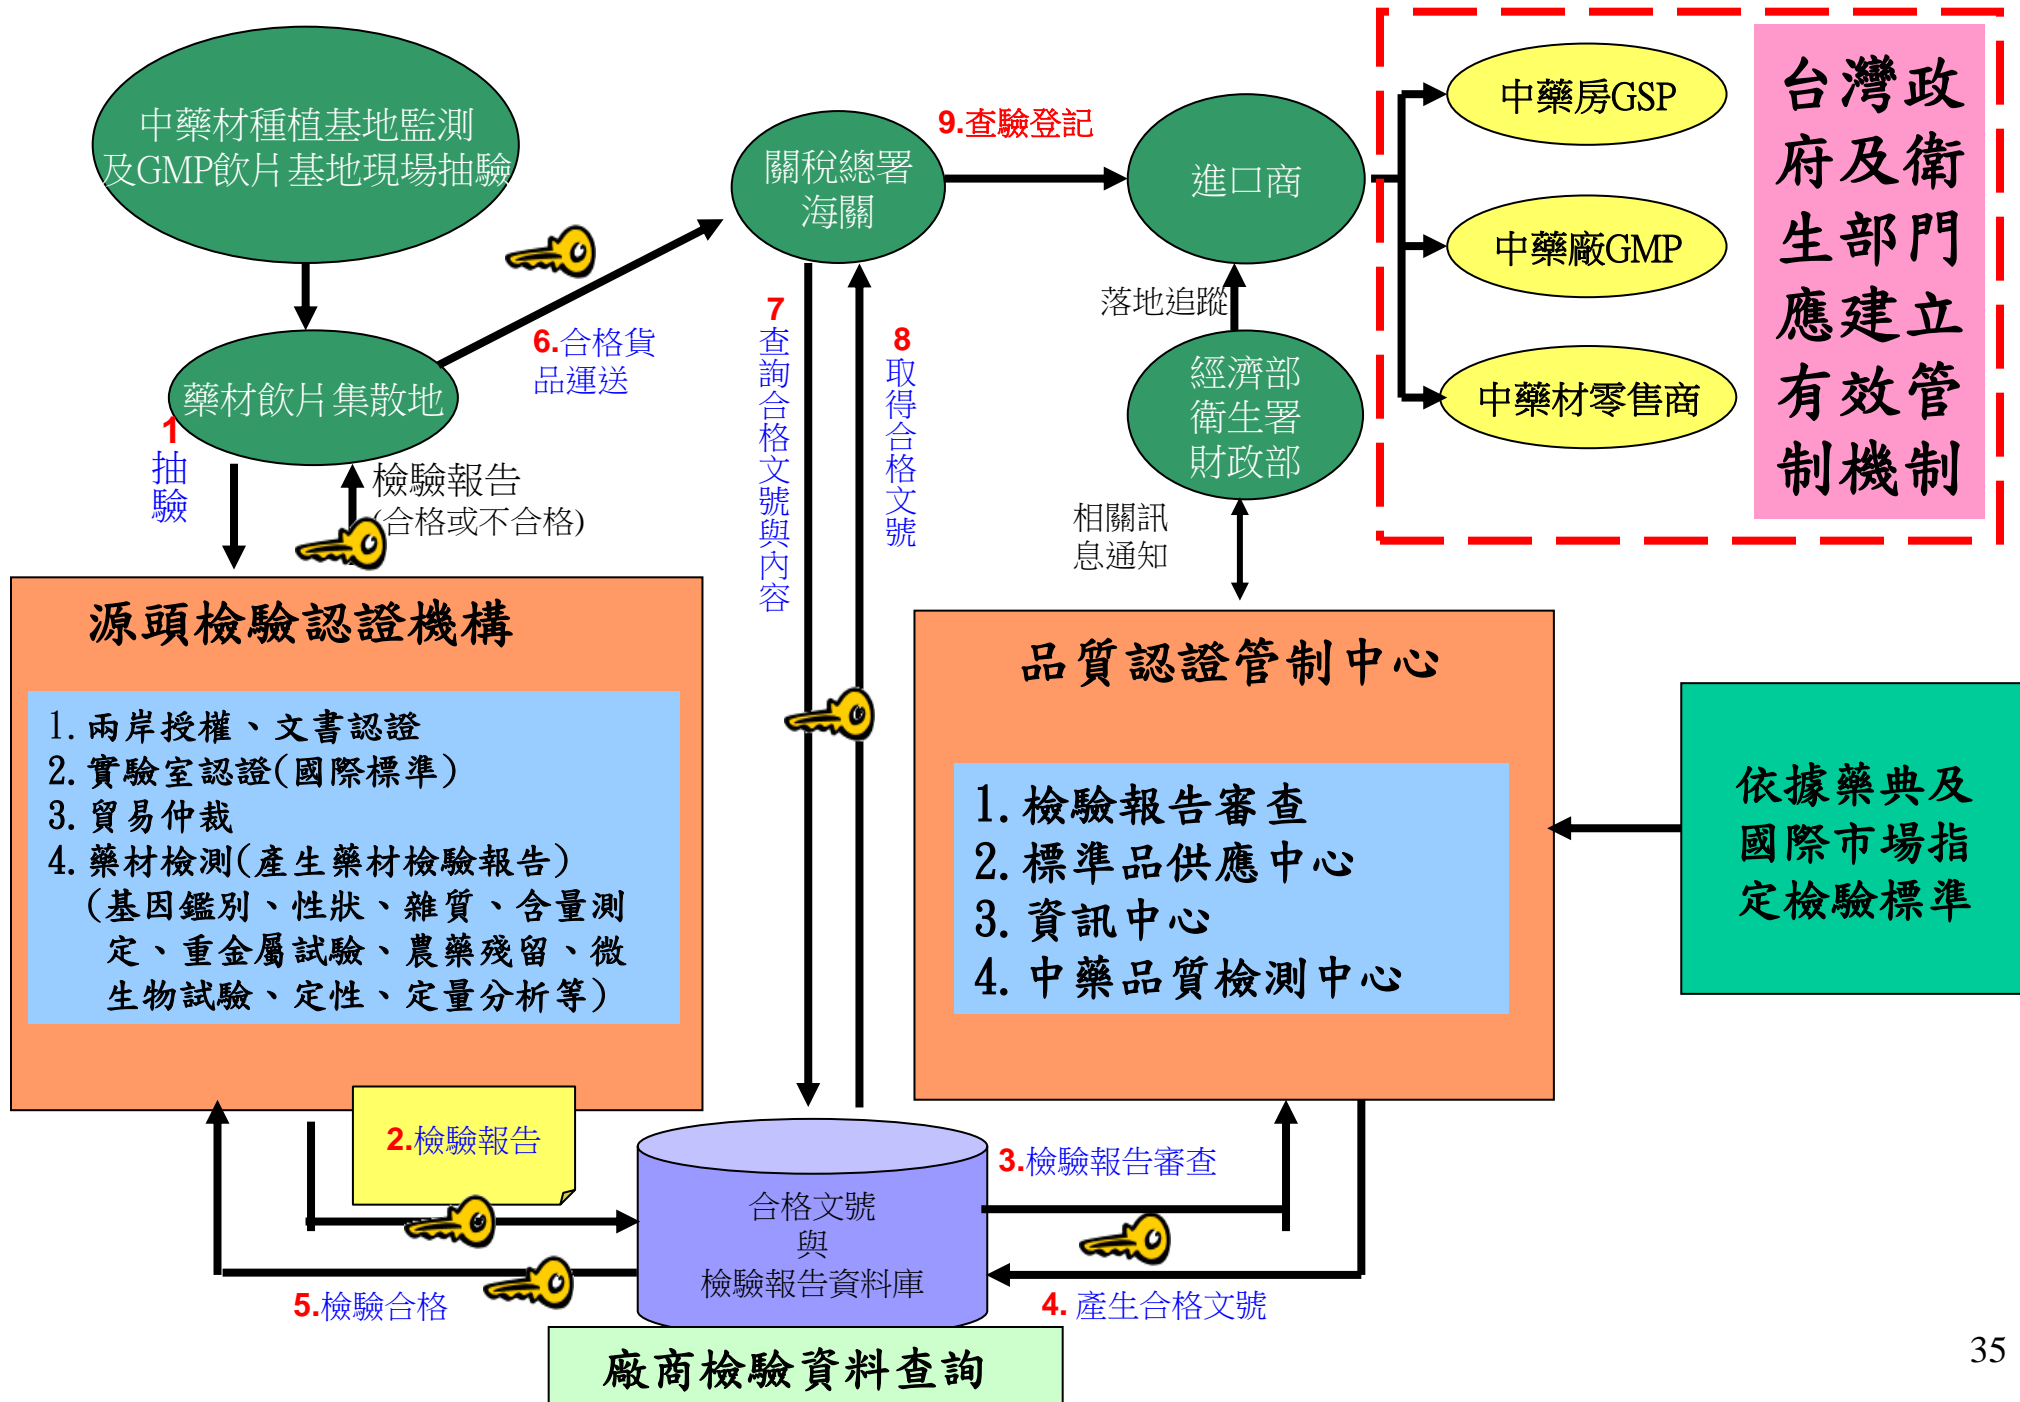 中藥材種植基地監測
及GMP飲片基地現場抽驗
關稅總署
海關
9.查驗登記
進口商
中藥房GSP
中藥廠GMP
中藥材零售商
台灣政
府及衛
生部門
應建立
有效管
制機制
藥材飲片集散地
1
抽
驗
檢驗報告
(合格或不合格)
6.合格貨
品運送
7
查
詢
合
格
文
號
與
內
容
8
取
得
合
格
文
號
落地追蹤
經濟部
衛生署
財政部
相關訊
息通知
源頭檢驗認證機構
1.兩岸授權、文書認證
2.實驗室認證(國際標準)
3.貿易仲裁
4.藥材檢測(產生藥材檢驗報告)
(基因鑑別、性狀、雜質、含量測
定、重金屬試驗、農藥殘留、微
生物試驗、定性、定量分析等)
品質認證管制中心
1.檢驗報告審查
2.標準品供應中心
3.資訊中心
4.中藥品質檢測中心
依據藥典及
國際市場指
定檢驗標準
2.檢驗報告
3.檢驗報告審查
合格文號
與
檢驗報告資料庫
4. 產生合格文號
5.檢驗合格
廠商檢驗資料查詢
35